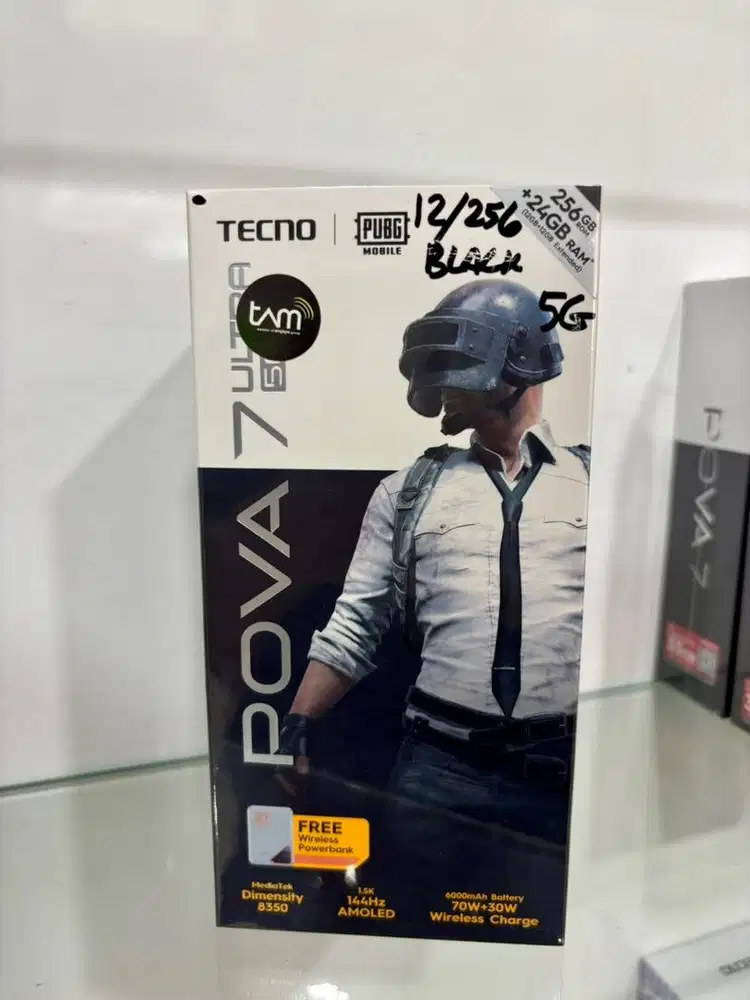 TECNO
PUBG
MOBILE
12/256
BLACK
5G
256GB
ROM
+24GB RAM*
(12GB+12GB Extended)
tam
POVA 7 ULTRA
5G
FREE
Wireless
Powerbank
MediaTek
Dimensity
8350
1.5K
144Hz
AMOLED
6000mAh Battery
70W+30W
Wireless Charge
POVA 7